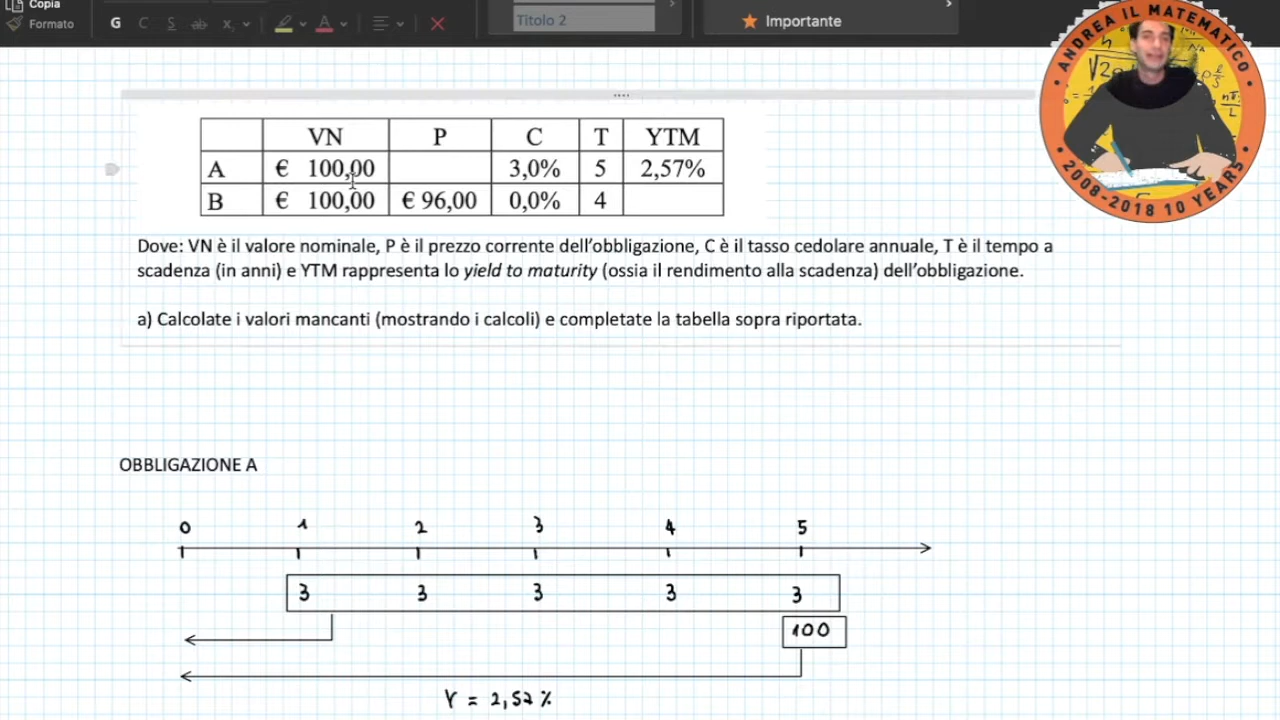 Copia
Formato
G C S ab X
A
Titolo 2
Importante
ANDREA IL MATEMATICO
2008-2018 10 YEARS
VN P C T YTM
A € 100,00 3,0% 5 2,57%
B € 100,00 € 96,00 0,0% 4
Dove: VN è il valore nominale, P è il prezzo corrente dell'obbligazione, C è il tasso cedolare annuale, T è il tempo a
scadenza (in anni) e YTM rappresenta lo yield to maturity (ossia il rendimento alla scadenza) dell'obbligazione.
a) Calcolate i valori mancanti (mostrando i calcoli) e completate la tabella sopra riportata.
OBBLIGAZIONE A
0 1 2 3 4 5
3 3 3 3 3
100
Y = 2,57 %